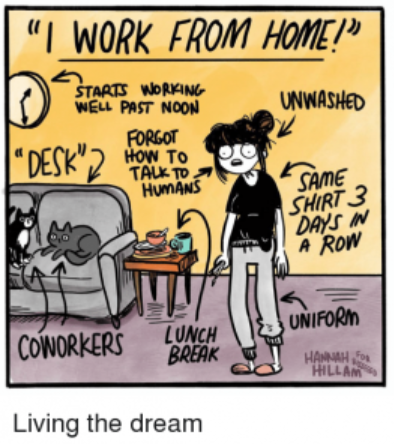 "I WORK FROM HOME!"
STARTS WORKING
WELL PAST NOON
UNWASHED
FORGOT
HOW TO
TALK TO
HUMANS
"DESK"
SAME
SHIRT 3
DAYS IN
A ROW
COWORKERS
LUNCH
BREAK
UNIFORM
HANNAH FOR
HILLAM
Living the dream